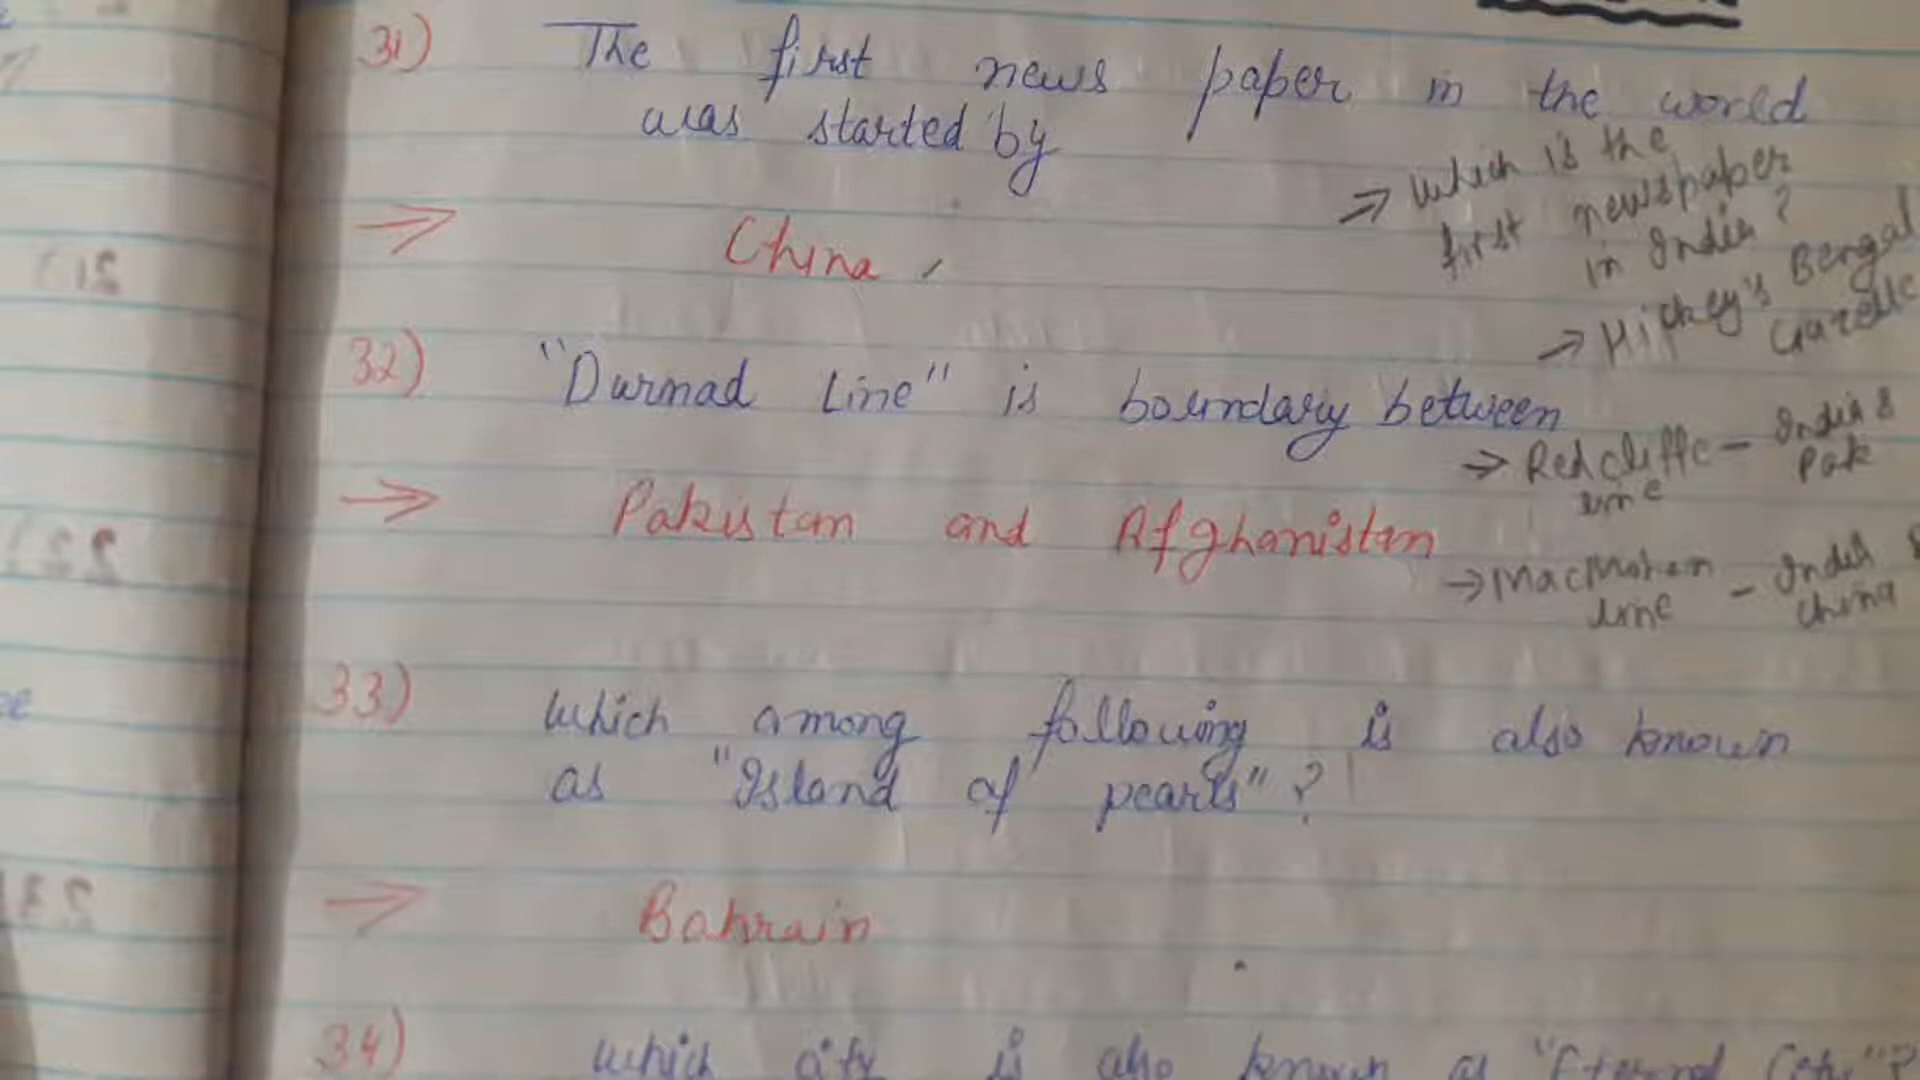 31) The first news paper in the world
was started by
⇒ which is the
first newspaper
in India?
→ China
→ Hickey's Bengal
Gazette
32) "Durnad Line" is boundary between
→ Redcliffe - India &
line Pak
→ Pakistan and Afghanistan
→ MacMohan - India &
line China
33) which among following is also known
as "Island of pearls"?
→ Bahrain
34) which city is also known as "Eternal City"?